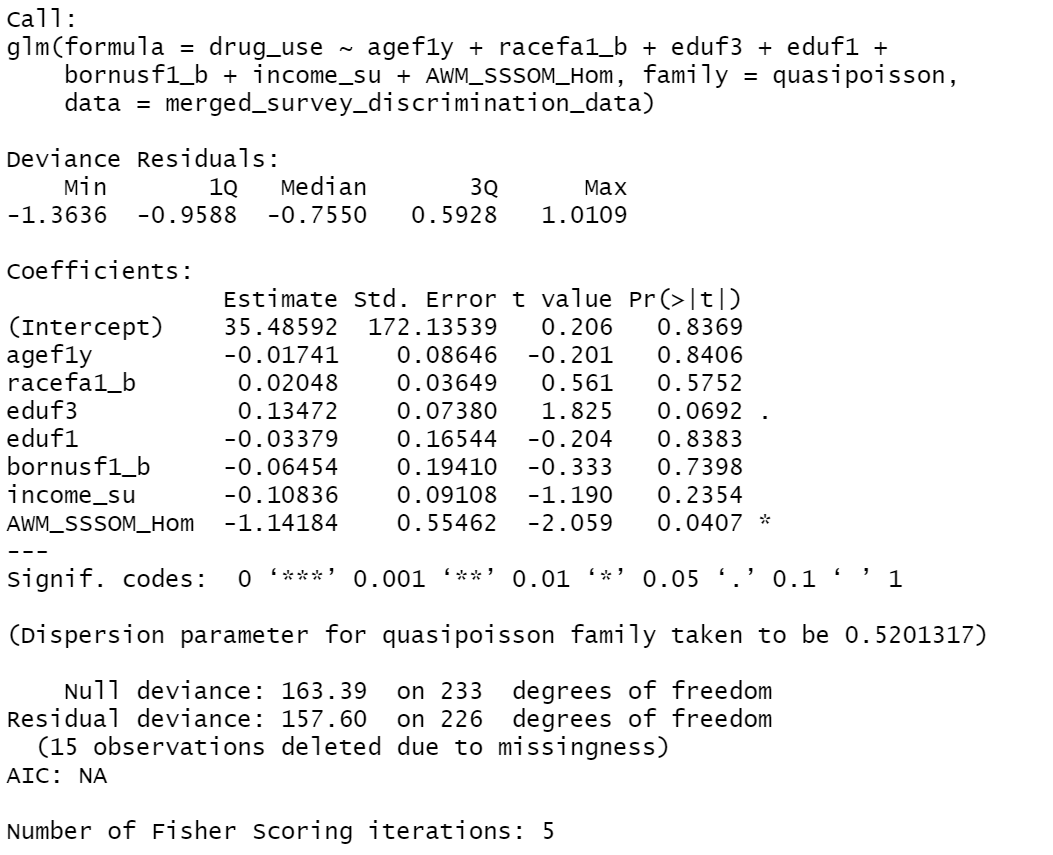 Call:
glm(formula = drug_use ~ agef1y + racefa1_b + eduf3 + eduf1 +
    bornusf1_b + income_su + AWM_SSSOM_Hom, family = quasipoisson,
    data = merged_survey_discrimination_data)

Deviance Residuals:
    Min       1Q   Median       3Q      Max
-1.3636  -0.9588  -0.7550   0.5928   1.0109

Coefficients:
               Estimate Std. Error t value Pr(>|t|)
(Intercept)    35.48592  172.13539   0.206   0.8369
agef1y         -0.01741    0.08646  -0.201   0.8406
racefa1_b       0.02048    0.03649   0.561   0.5752
eduf3           0.13472    0.07380   1.825   0.0692 .
eduf1          -0.03379    0.16544  -0.204   0.8383
bornusf1_b     -0.06454    0.19410  -0.333   0.7398
income_su      -0.10836    0.09108  -1.190   0.2354
AWM_SSSOM_Hom  -1.14184    0.55462  -2.059   0.0407 *
---
Signif. codes:  0 ‘***’ 0.001 ‘**’ 0.01 ‘*’ 0.05 ‘.’ 0.1 ‘ ’ 1

(Dispersion parameter for quasipoisson family taken to be 0.5201317)

    Null deviance: 163.39  on 233  degrees of freedom
Residual deviance: 157.60  on 226  degrees of freedom
  (15 observations deleted due to missingness)
AIC: NA

Number of Fisher Scoring iterations: 5